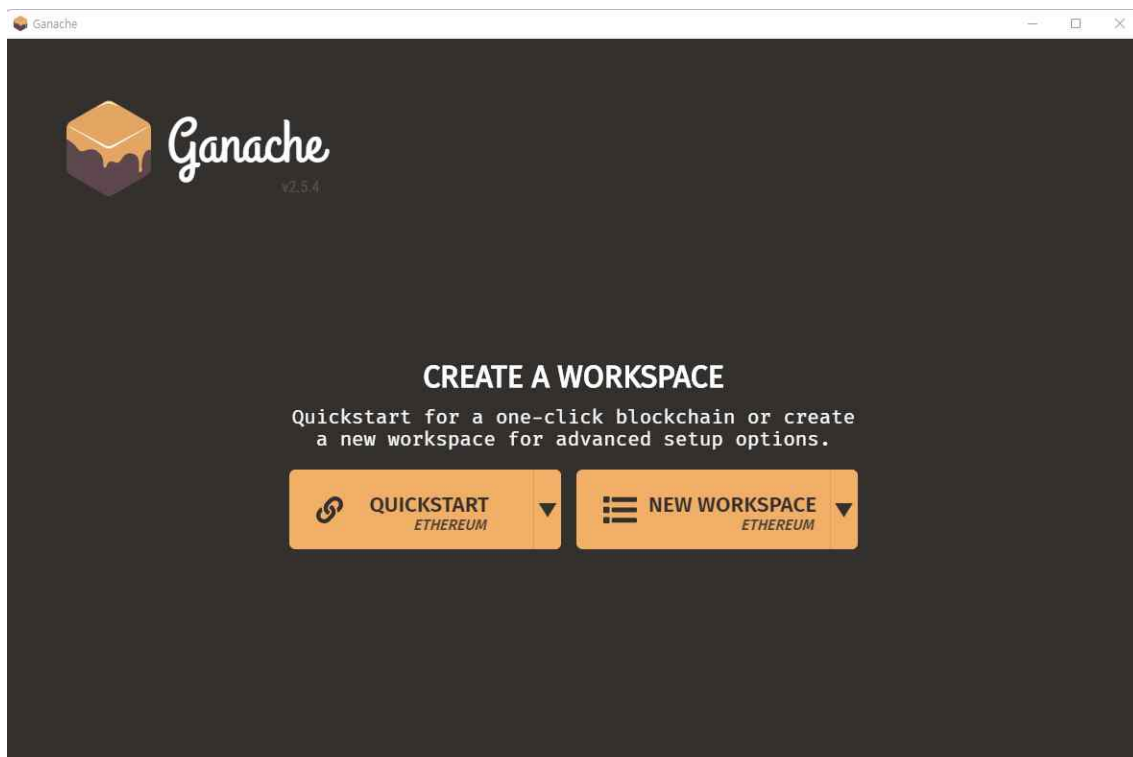 Ganache
Ganache
v2.5.4
CREATE A WORKSPACE
Quickstart for a one-click blockchain or create
a new workspace for advanced setup options.
QUICKSTART
ETHEREUM
NEW WORKSPACE
ETHEREUM